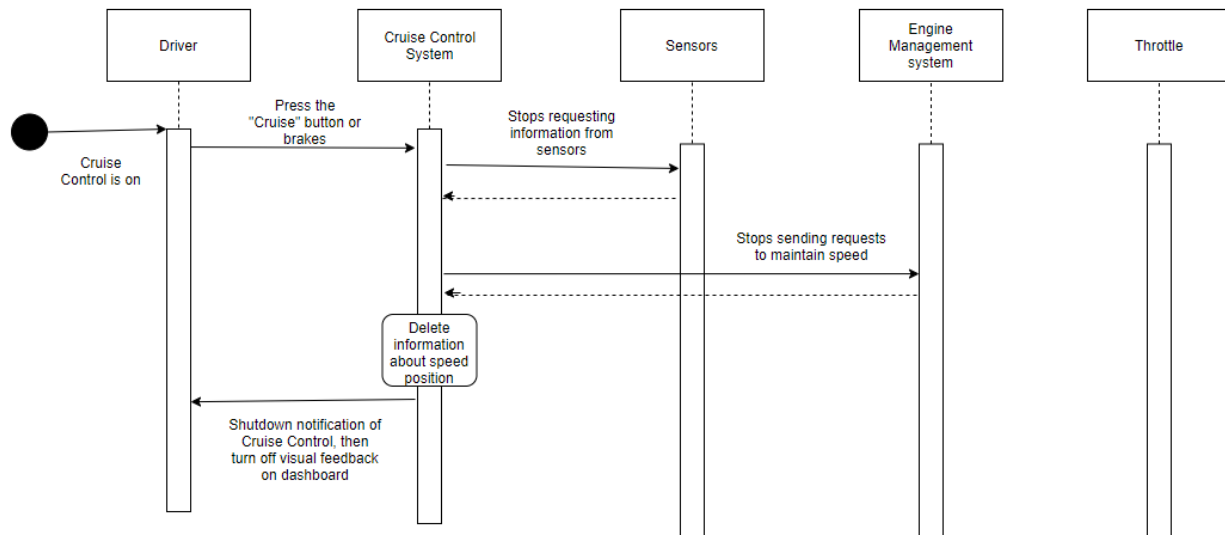 Driver
Cruise Control
System
Sensors
Engine
Management
system
Throttle
Press the
"Cruise" button or
brakes
Stops requesting
information from
sensors
Cruise
Control is on
Stops sending requests
to maintain speed
Delete
information
about speed
position
Shutdown notification of
Cruise Control, then
turn off visual feedback
on dashboard